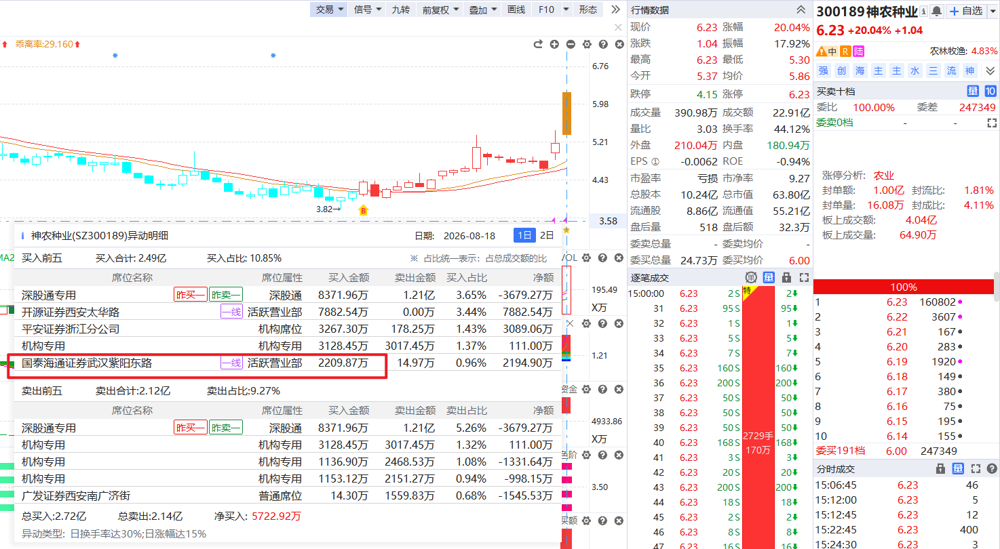 交易 信号 九转 前复权 叠加 画线 F10 形态
乖离率:29.160
6.76
5.98
5.21
4.43
3.82→
B
3.58
神农种业(SZ300189)异动明细 日期: 2026-08-18 1日 2日
买入前五 买入合计: 2.49亿 买入占比: 10.85% ※ 占比统一表示: 占总成交额的比
席位名称 席位属性 买入金额 卖出金额 买入占比 净额
深股通专用 昨买一 昨卖一 深股通 8371.96万 1.21亿 3.65% -3679.27万
开源证券西安太华路 一线 活跃营业部 7882.54万 0.00万 3.44% 7882.54万
平安证券浙江分公司 机构席位 3267.30万 178.25万 1.43% 3089.06万
机构专用 机构专用 3128.45万 3017.45万 1.37% 111.00万
国泰海通证券武汉紫阳东路 一线 活跃营业部 2209.87万 14.97万 0.96% 2194.90万
卖出前五 卖出合计:2.12亿 卖出占比:9.27%
席位名称 席位属性 买入金额 卖出金额 卖出占比 净额
深股通专用 昨买一 昨卖一 深股通 8371.96万 1.21亿 5.26% -3679.27万
机构专用 机构专用 3128.45万 3017.45万 1.32% 111.00万
机构专用 机构专用 1136.90万 2468.53万 1.08% -1331.64万
机构专用 机构专用 1153.12万 2151.27万 0.94% -998.15万
广发证券西安南广济街 普通席位 14.30万 1559.83万 0.68% -1545.53万
总买入:2.72亿 总卖出:2.14亿 净买入: 5722.92万
异动类型: 日换手率达30%;日涨幅达15%
MA2
VOL
195.49
X万
1.21
资金
4933.86
X万
3.50
买额
行情数据
现价 6.23 涨幅 20.04%
涨跌 1.04 振幅 17.92%
最高 6.23 最低 5.30
今开 5.37 均价 5.86
跌停 4.15 涨停 6.23
成交量 390.98万 成交额 22.91亿
量比 3.03 换手率 44.12%
外盘 210.04万 内盘 180.94万
EPS ① -0.0062 ROE -0.94%
市盈率 亏损 市净率 9.27
总股本 10.24亿 总市值 63.80亿
流通股 8.86亿 流通值 55.21亿
盘后量 518 盘后额 32.3万
委卖总量 - 委卖均价 -
委买总量 24.73万 委买均价 6.00
逐笔成交 单 量
15:00:00 6.23 2 S 特 2
31 6.23 95 S 95
32 6.23 1 S 1
33 6.23 5 S 5
34 6.23 7 S 7
35 6.23 160 S 160
36 6.23 200 S 200
37 6.23 50 S 50
38 6.23 50 S 50
39 6.23 50 S 50
40 6.23 168 S 2729手 168
41 6.23 3 S 170万 3
42 6.23 20 S 20
43 6.23 200 S 200
44 6.23 18 S 18
45 6.23 2 S 2
46 6.23 8 S 8
47 6.23 16 S 16
300189神农种业 自选
6.23 +20.04% +1.04
中 R 陆 农林牧渔: 4.83%
强 创 海 主 主 水 三 流 神
买卖十档 量 10
委比 100.00% 委差 247349
委卖0档 - -
涨停分析: 农业
封单额: 1.00亿 封流比: 1.81%
封单量: 16.08万 封成比: 4.11%
板上成交额: 4.04亿
板上成交量: 64.90万
100%
1 6.23 160802
2 6.22 3607
3 6.21 167
4 6.20 283
5 6.19 1920
6 6.18 149
7 6.17 380
8 6.16 75
9 6.15 195
10 6.14 155
委买191档 6.00 247349
分时成交 量
15:06:45 6.23 46
15:12:00 6.23 5
15:12:45 6.23 12
15:22:45 6.23 400
15:24:30 6.23 3